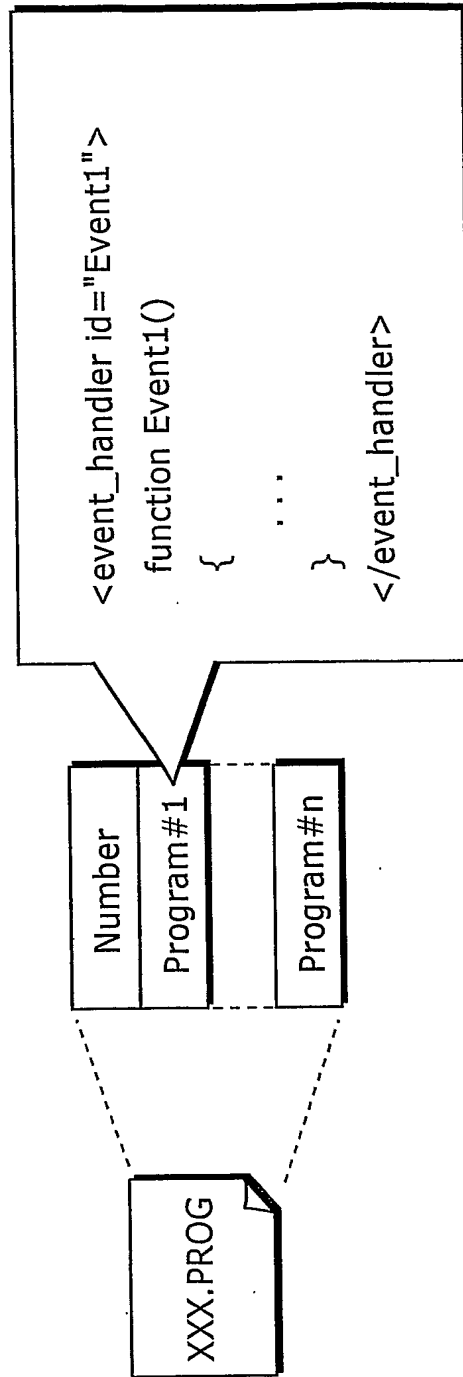 XXX.PROG
Number
Program#1
Program#n
<event_handler id="Event1">
function Event1()
{
...
}
</event_handler>